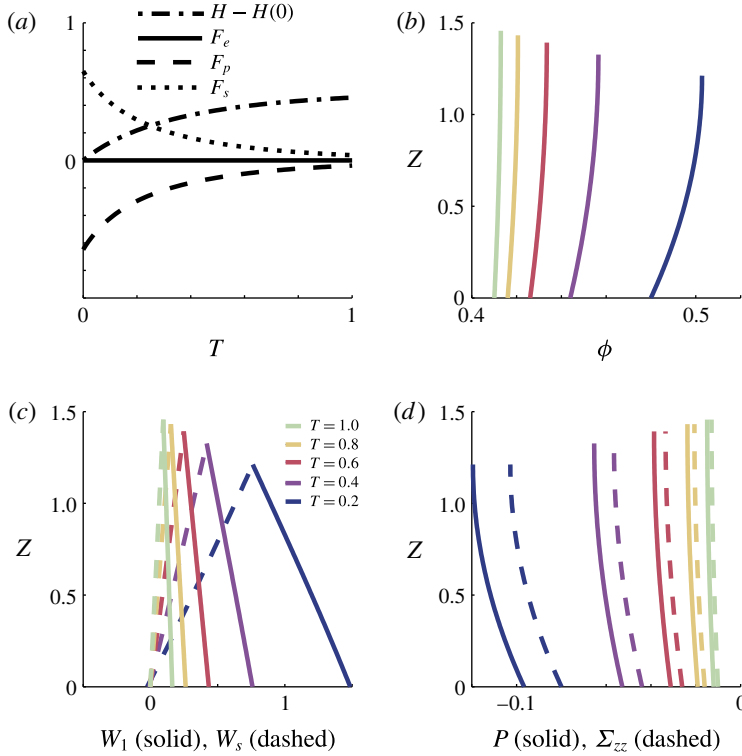 (a)
1
0
0
1
T
H − H(0)
F_e
F_p
F_s
(b)
1.5
1.0
Z
0.5
0
0.4
0.5
ϕ
(c)
1.5
1.0
Z
0.5
0
0
1
T = 1.0
T = 0.8
T = 0.6
T = 0.4
T = 0.2
W_1 (solid), W_s (dashed)
(d)
1.5
1.0
Z
0.5
0
−0.1
0
P (solid), Σ_zz (dashed)